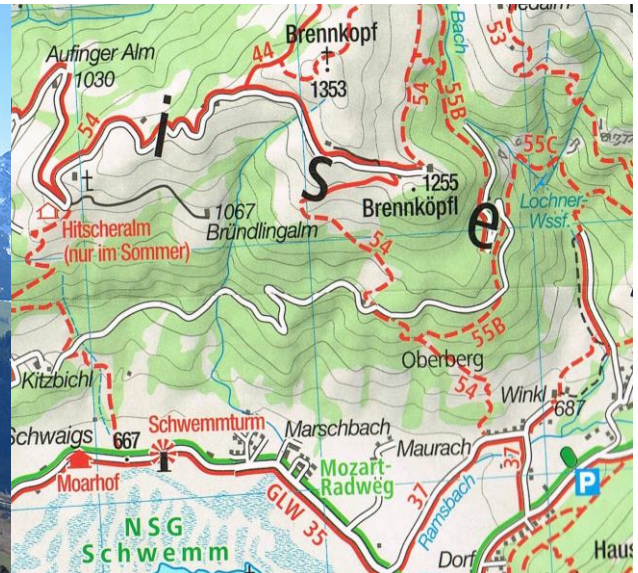 Bach
Brennkopf
1353
44
53
54
55B
Aufinger Alm
1030
54
i
s
e
55C
1255
Brennköpfl
Lochner-
Wssf.
1067
Bründlingalm
Hitscheralm
(nur im Sommer)
54
55B
Oberberg
54
Kitzbichl
Winkl
687
Schwaigs
667
Schwemmturm
Marschbach
Maurach
37
Moarhof
Mozart-
Radweg
GLW 35
37
Ramsbach
P
NSG
Schwemm
Dorf
Haus